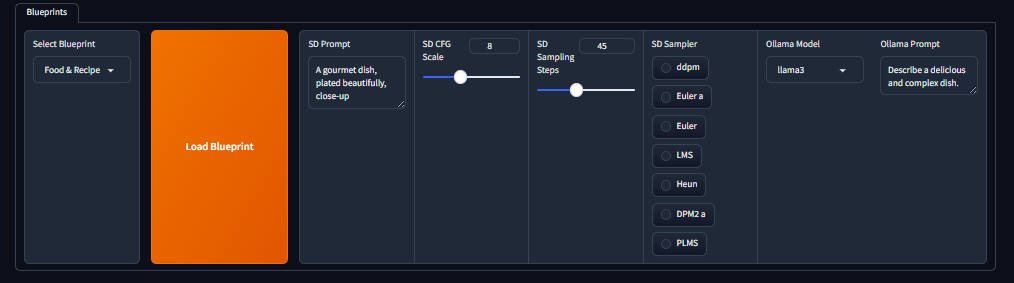 Blueprints
Select Blueprint
Food & Recipe
Load Blueprint
SD Prompt
A gourmet dish,
plated beautifully,
close-up
SD CFG
Scale
8
SD
Sampling
Steps
45
SD Sampler
ddpm
Euler a
Euler
LMS
Heun
DPM2 a
PLMS
Ollama Model
llama3
Ollama Prompt
Describe a delicious
and complex dish.